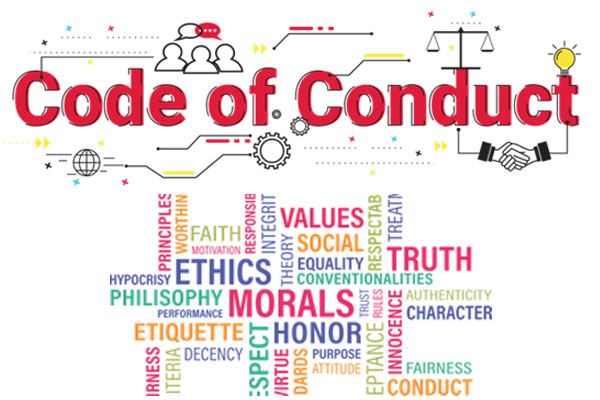 Code of Conduct
PRINCIPLES
WORTHIN
FAITH
MOTIVATION
RESPONSIB
INTEGRIT
VALUES
SOCIAL
RESPECTAB
TREATM
TRUTH
HYPOCRISY
ETHICS
THEORY
EQUALITY
CONVENTIONALITIES
PHILISOPHY
MORALS
TRUST
RULES
INNOCENCE
AUTHENTICITY
PERFORMANCE
CHARACTER
ETIQUETTE
HONOR
DECENCY
PURPOSE
ATTITUDE
IRNESS
ITERIA
ESPECT
VIRTUE
DARDS
EPTANCE
FAIRNESS
CONDUCT